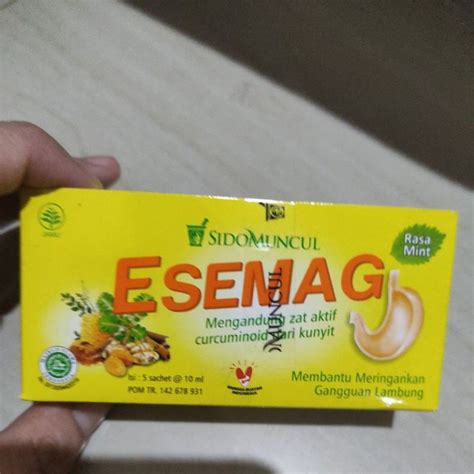 SIDOMUNCUL
Rasa
Mint
ESEMAG
MUNCUL
Mengandung zat aktif
curcuminoid dari kunyit
Isi : 5 sachet @ 10 ml
POM TR. 142 678 931
Membantu Meringankan
Gangguan Lambung